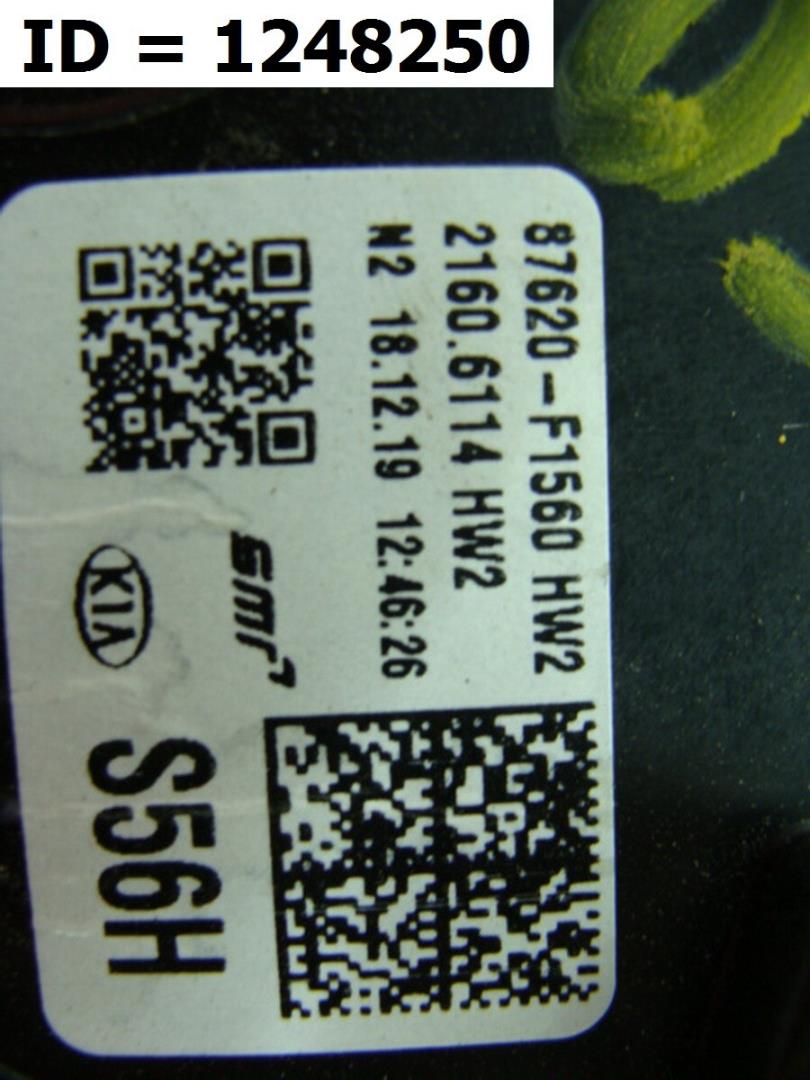 ID = 1248250
87620-F1560 HW2
2160.6114 HW2
N2 18.12.19 12:46:26
smr
KIA
S56H